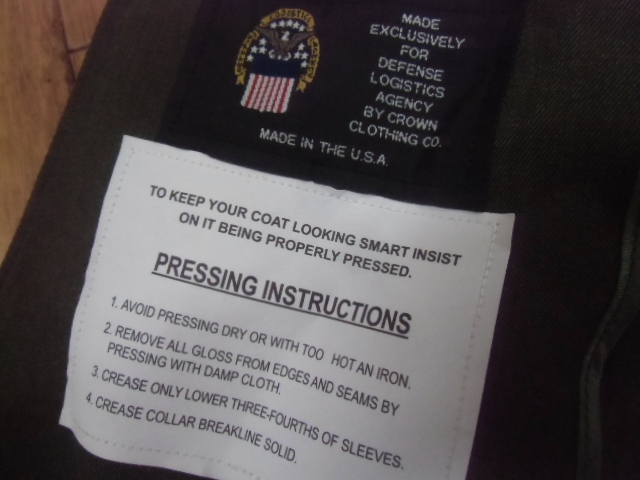 LOGISTICS
MADE
EXCLUSIVELY
FOR
DEFENSE
LOGISTICS
AGENCY
BY CROWN
CLOTHING CO.
MADE IN THE U.S.A.
TO KEEP YOUR COAT LOOKING SMART INSIST
ON IT BEING PROPERLY PRESSED.
PRESSING INSTRUCTIONS
1. AVOID PRESSING DRY OR WITH TOO HOT AN IRON.
2. REMOVE ALL GLOSS FROM EDGES AND SEAMS BY
PRESSING WITH DAMP CLOTH.
3. CREASE ONLY LOWER THREE-FOURTHS OF SLEEVES.
4. CREASE COLLAR BREAKLINE SOLID.